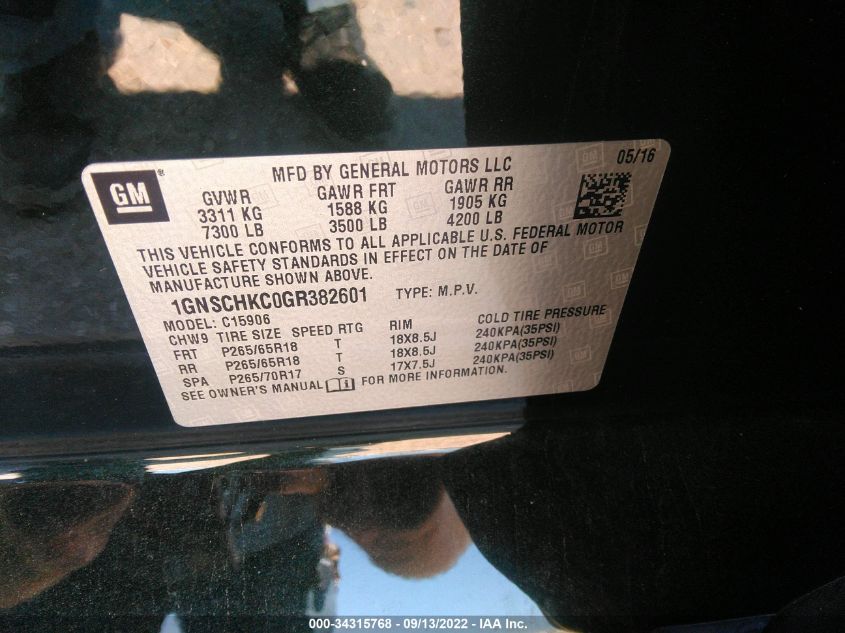 MFD BY GENERAL MOTORS LLC 05/16
GM
GVWR GAWR FRT GAWR RR
3311 KG 1588 KG 1905 KG
7300 LB 3500 LB 4200 LB
THIS VEHICLE CONFORMS TO ALL APPLICABLE U.S. FEDERAL MOTOR
VEHICLE SAFETY STANDARDS IN EFFECT ON THE DATE OF
MANUFACTURE SHOWN ABOVE.
1GNSCHKC0GR382601 TYPE: M.P.V.
MODEL: C15906
CHW9 TIRE SIZE SPEED RTG RIM COLD TIRE PRESSURE
FRT P265/65R18 T 18X8.5J 240KPA(35PSI)
RR P265/65R18 T 18X8.5J 240KPA(35PSI)
SPA P265/70R17 S 17X7.5J 240KPA(35PSI)
SEE OWNER'S MANUAL i FOR MORE INFORMATION.
000-34315768 - 09/13/2022 - IAA Inc.